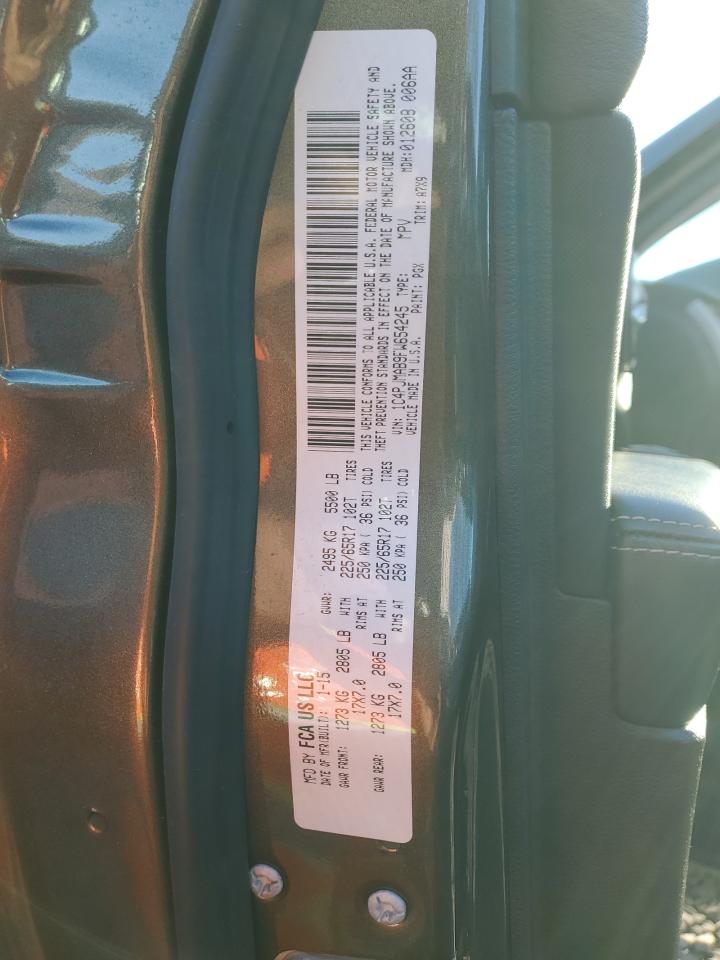 MFD BY FCA US LLC
DATE OF MFR(BUILT): 1-15 GVWR: 2495 KG 5500 LB
GAWR FRONT: 1273 KG 2805 LB WITH 225/65R17 102T TIRES
17X7.0 RIMS AT 250 KPA ( 36 PSI) COLD
GAWR REAR: 1273 KG 2805 LB WITH 225/65R17 102T TIRES
17X7.0 RIMS AT 250 KPA ( 36 PSI) COLD
THIS VEHICLE CONFORMS TO ALL APPLICABLE U.S.A. FEDERAL MOTOR VEHICLE SAFETY AND
THEFT PREVENTION STANDARDS IN EFFECT ON THE DATE OF MANUFACTURE SHOWN ABOVE.
VIN: 1C4PJMAB9FW654245 TYPE: MPV MDH:012608 006AA
VEHICLE MADE IN U.S.A. PAINT: PGX TRIM: A7X9